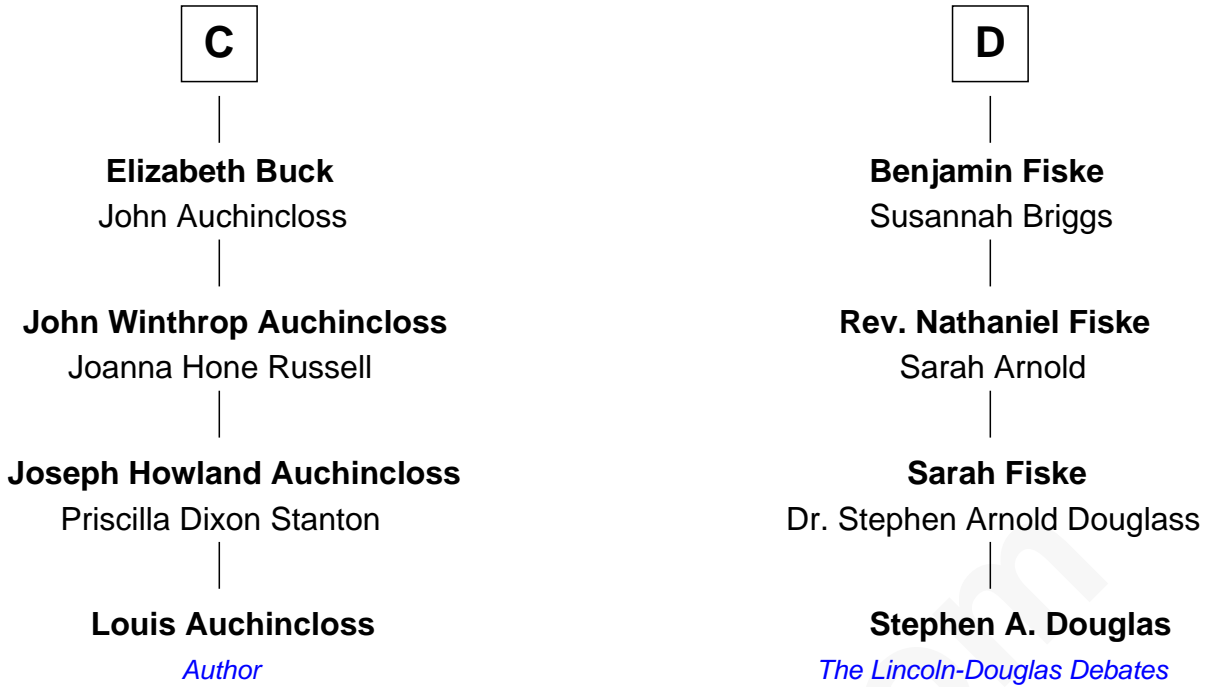 C
Elizabeth Buck
John Auchincloss
John Winthrop Auchincloss
Joanna Hone Russell
Joseph Howland Auchincloss
Priscilla Dixon Stanton
Louis Auchincloss
Author
D
Benjamin Fiske
Susannah Briggs
Rev. Nathaniel Fiske
Sarah Arnold
Sarah Fiske
Dr. Stephen Arnold Douglass
Stephen A. Douglas
The Lincoln-Douglas Debates